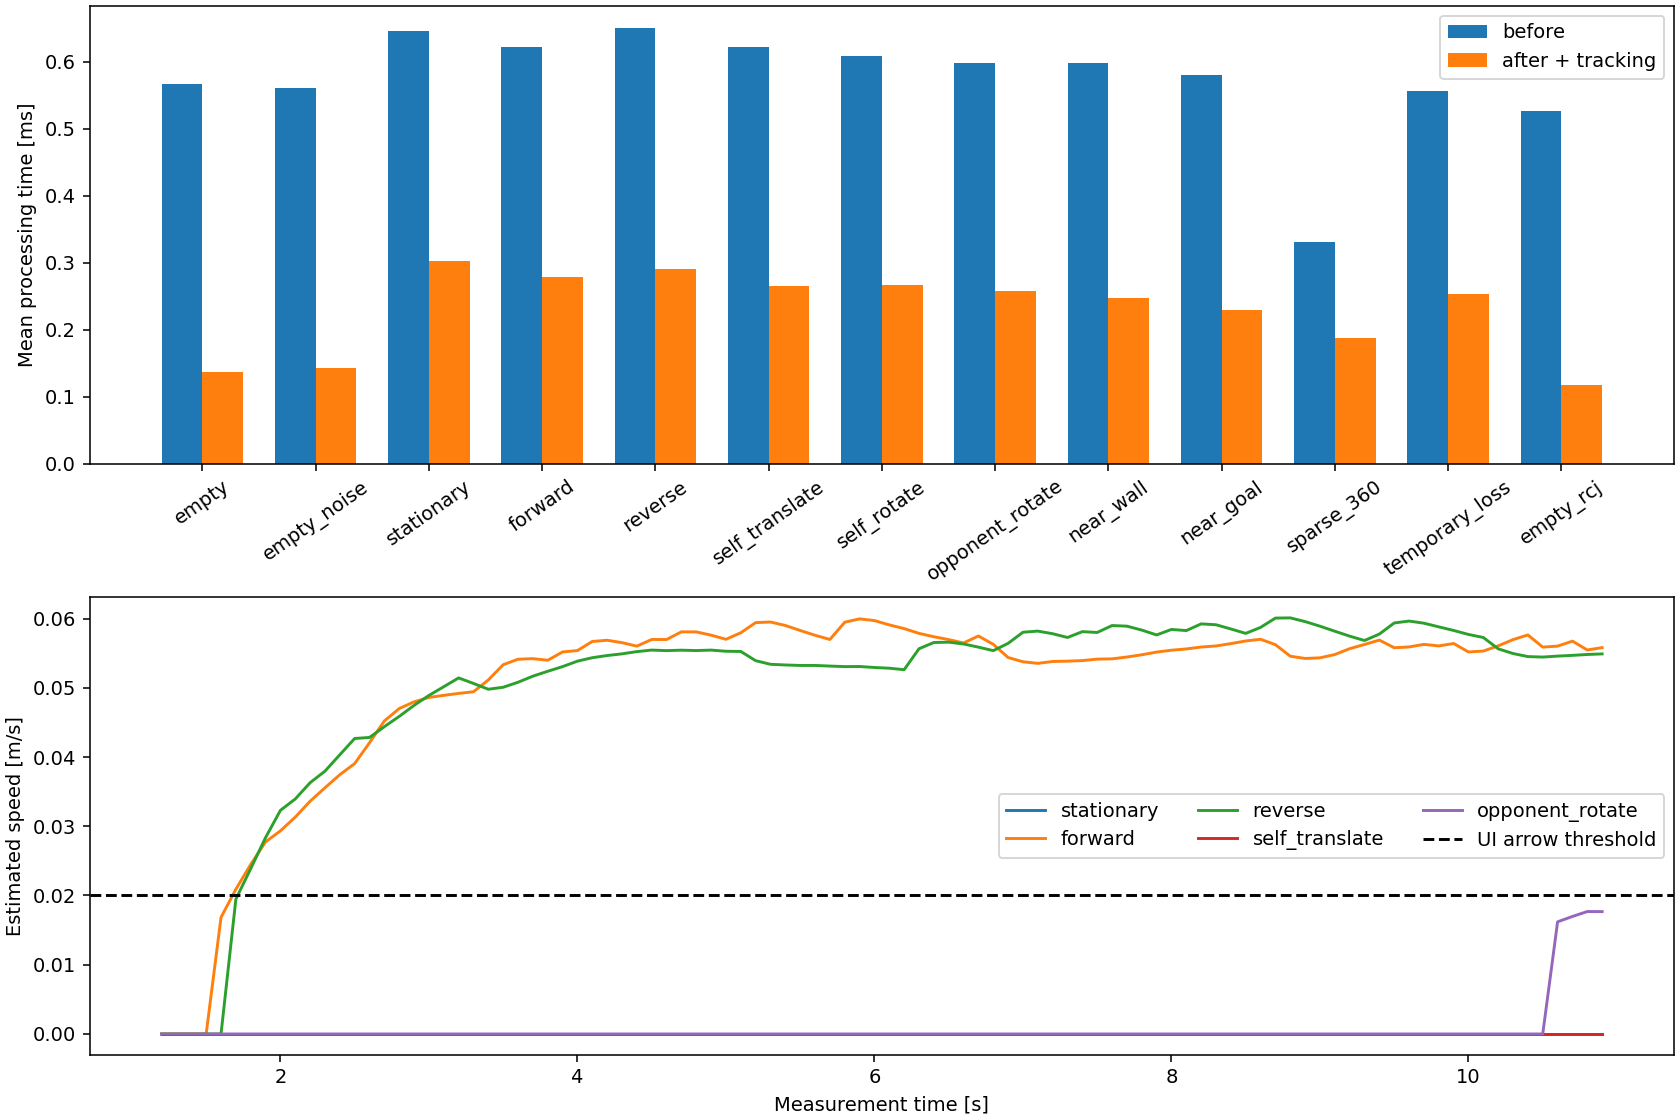 before
after + tracking
Mean processing time [ms]
0.6
0.5
0.4
0.3
0.2
0.1
0.0
empty
empty_noise
stationary
forward
reverse
self_translate
self_rotate
opponent_rotate
near_wall
near_goal
sparse_360
temporary_loss
empty_rcj
Estimated speed [m/s]
0.06
0.05
0.04
0.03
0.02
0.01
0.00
stationary reverse opponent_rotate
forward self_translate UI arrow threshold
2 4 6 8 10
Measurement time [s]